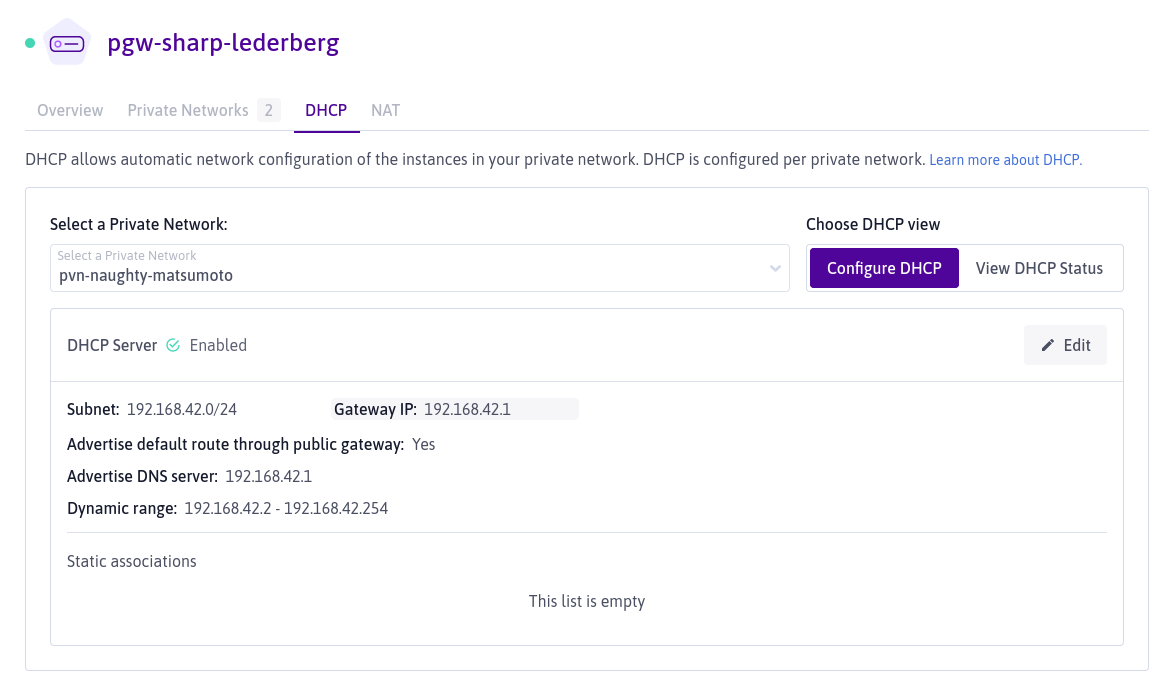 pgw-sharp-lederberg
Overview Private Networks 2 DHCP NAT
DHCP allows automatic network configuration of the instances in your private network. DHCP is configured per private network. Learn more about DHCP.
Select a Private Network:
Choose DHCP view
Select a Private Network
pvn-naughty-matsumoto
Configure DHCP View DHCP Status
DHCP Server Enabled
Edit
Subnet: 192.168.42.0/24 Gateway IP: 192.168.42.1
Advertise default route through public gateway: Yes
Advertise DNS server: 192.168.42.1
Dynamic range: 192.168.42.2 - 192.168.42.254
Static associations
This list is empty